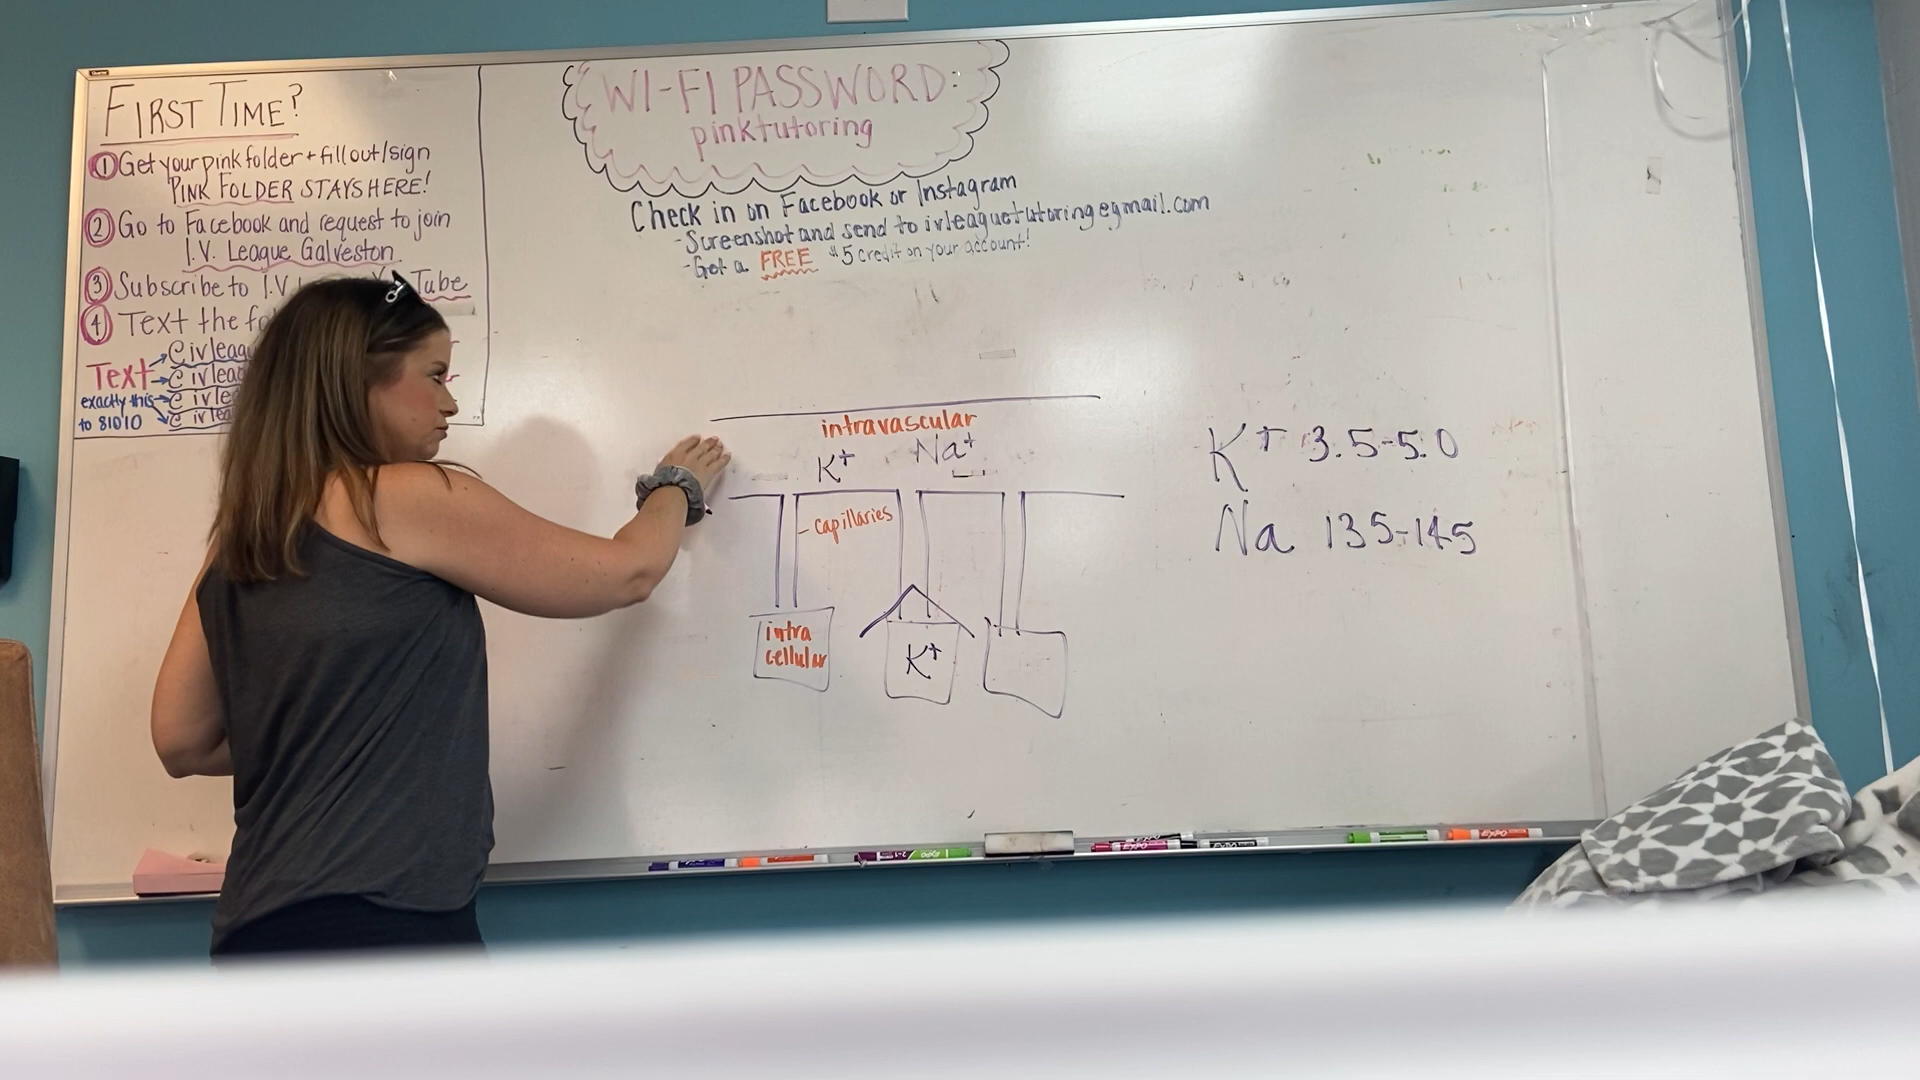 FIRST TIME?
① Get your pink folder + fill out/sign
PINK FOLDER STAYS HERE!
② Go to Facebook and request to join
I.V. League Galveston.
③ Subscribe to I.V Tube
④ Text the
Text
exactly this
to 81010
WI-FI PASSWORD:
pinktutoring
Check in on Facebook or Instagram
- Screenshot and send to ivleaguetutoring@gmail.com
- Get a FREE $5 credit on your account!
intravascular
K+ Na+
- capillaries
intra
cellular
K+
K+ 3.5-5.0
Na 135-145